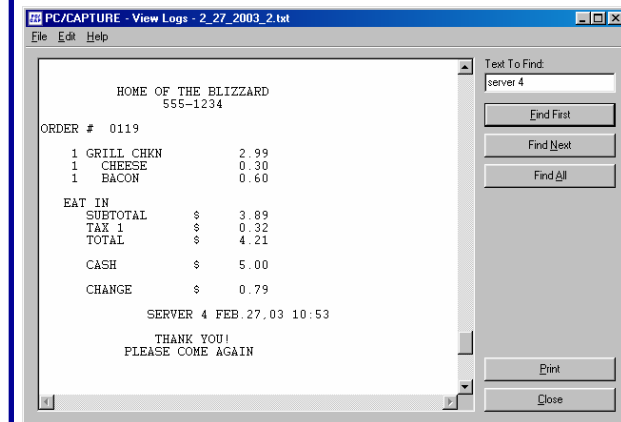 PC/CAPTURE - View Logs - 2_27_2003_2.txt
File Edit Help
HOME OF THE BLIZZARD
555-1234
ORDER # 0119
1 GRILL CHKN 2.99
1 CHEESE 0.30
1 BACON 0.60
EAT IN
SUBTOTAL $ 3.89
TAX 1 $ 0.32
TOTAL $ 4.21
CASH $ 5.00
CHANGE $ 0.79
SERVER 4 FEB.27,03 10:53
THANK YOU!
PLEASE COME AGAIN
Text To Find:
server 4
Find First
Find Next
Find All
Print
Close